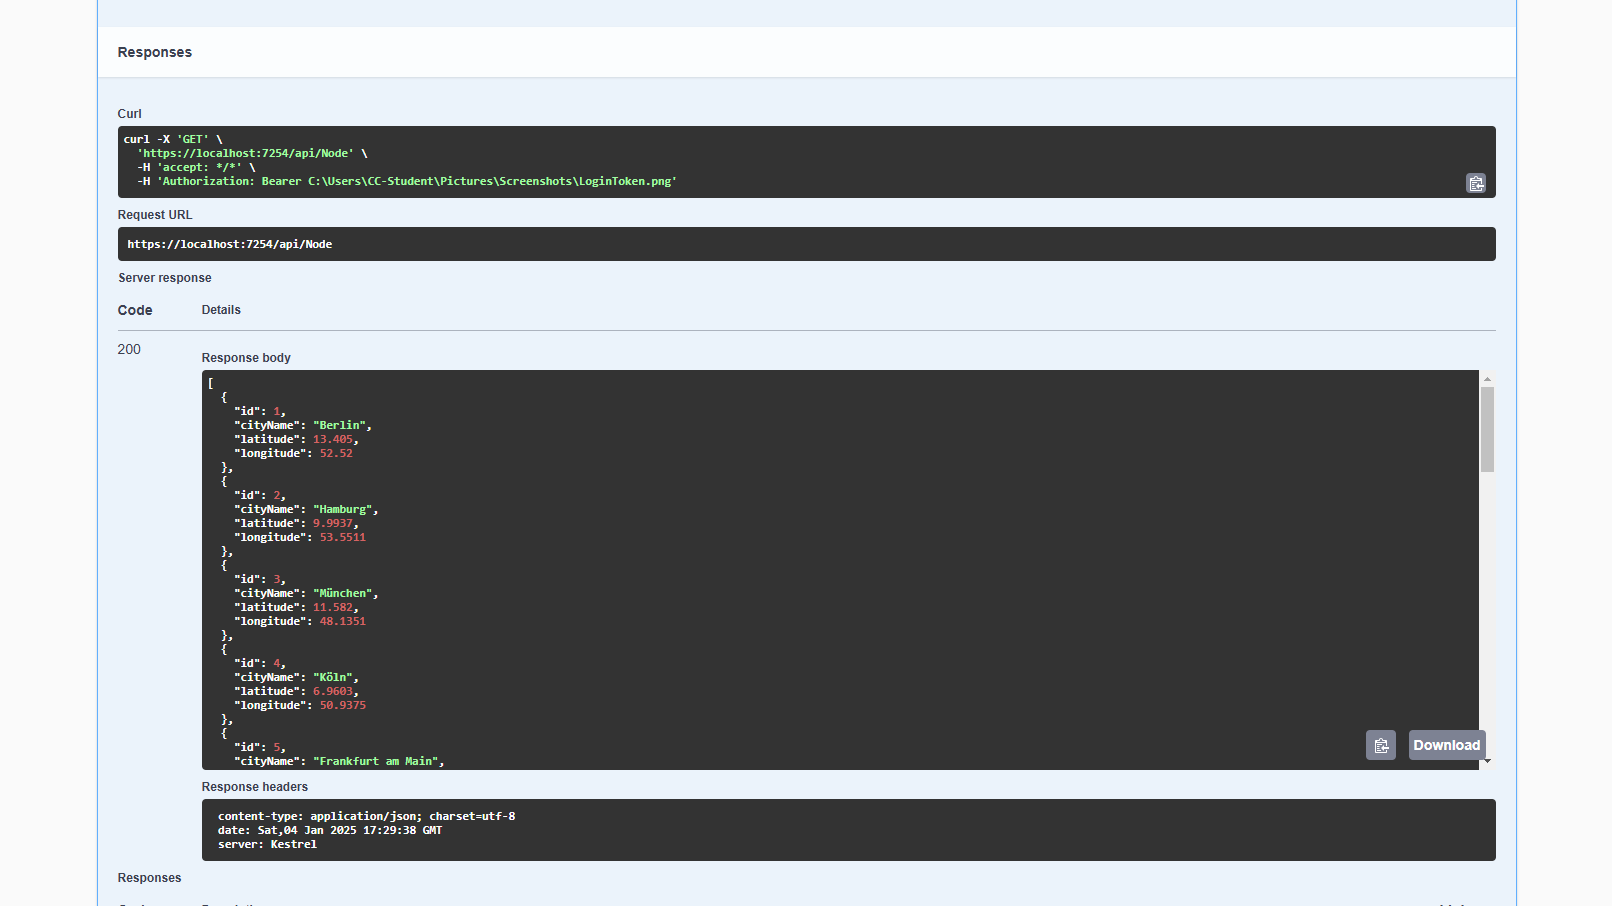 Responses
Curl
curl -X 'GET' \
'https://localhost:7254/api/Node' \
-H 'accept: */*' \
-H 'Authorization: Bearer C:\Users\CC-Student\Pictures\Screenshots\LoginToken.png'
Request URL
https://localhost:7254/api/Node
Server response
Code Details
200
Response body
[
{
"id": 1,
"cityName": "Berlin",
"latitude": 13.405,
"longitude": 52.52
},
{
"id": 2,
"cityName": "Hamburg",
"latitude": 9.9937,
"longitude": 53.5511
},
{
"id": 3,
"cityName": "München",
"latitude": 11.582,
"longitude": 48.1351
},
{
"id": 4,
"cityName": "Köln",
"latitude": 6.9603,
"longitude": 50.9375
},
{
"id": 5,
"cityName": "Frankfurt am Main",
Download
Response headers
content-type: application/json; charset=utf-8
date: Sat,04 Jan 2025 17:29:38 GMT
server: Kestrel
Responses